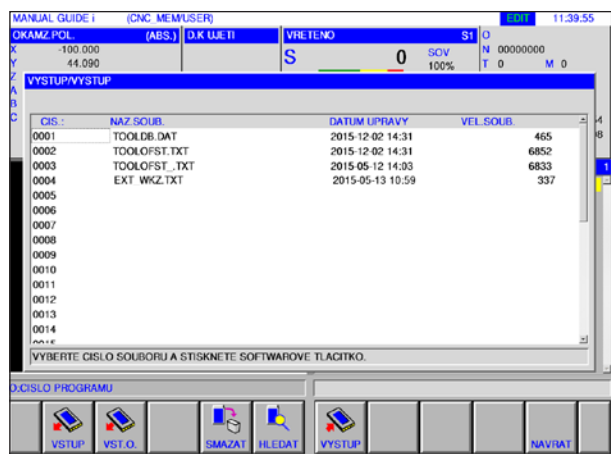 MANUAL GUIDE i (CNC_MEM/USER) EDIT 11:39:55
OKAMZ.POL. (ABS.) D.K UJETI VRETENO S1 O
X -100.000 S 0 SOV 100% N 00000000
Y 44.090 T 0 M 0
Z
A
B
C
VYSTUP/VYSTUP
CIS.: NAZ.SOUB. DATUM UPRAVY VEL.SOUB.
0001 TOOLDB.DAT 2015-12-02 14:31 465
0002 TOOLOFST.TXT 2015-12-02 14:31 6852
0003 TOOLOFST_.TXT 2015-05-12 14:03 6833
0004 EXT_WKZ.TXT 2015-05-13 10:59 337
0005
0006
0007
0008
0009
0010
0011
0012
0013
0014
VYBERTE CISLO SOUBORU A STISKNETE SOFTWAROVE TLACITKO.
O:CISLO PROGRAMU
VSTUP VST.O. SMAZAT HLEDAT VYSTUP NAVRAT